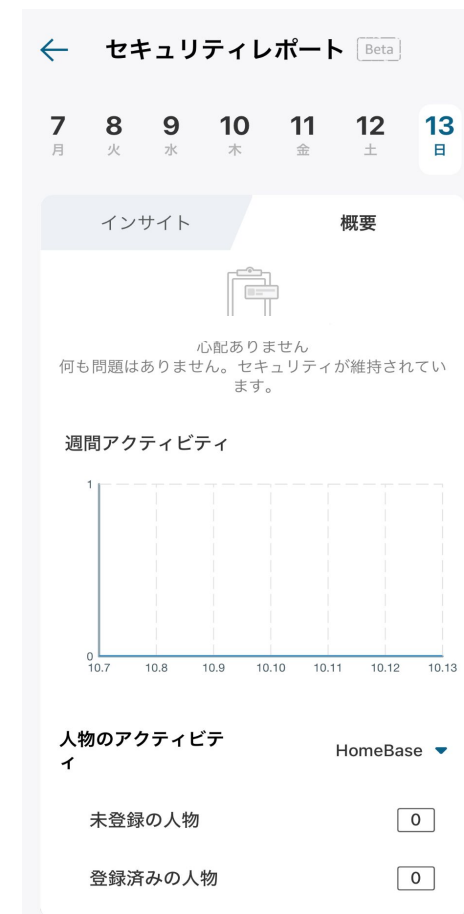 セキュリティレポート Beta
7 8 9 10 11 12 13
月 火 水 木 金 土 日
インサイト 概要
心配ありません
何も問題はありません。セキュリティが維持されてい
ます。
週間アクティビティ
1
0
10.7 10.8 10.9 10.10 10.11 10.12 10.13
人物のアクティビテ
ィ
HomeBase
未登録の人物 0
登録済みの人物 0